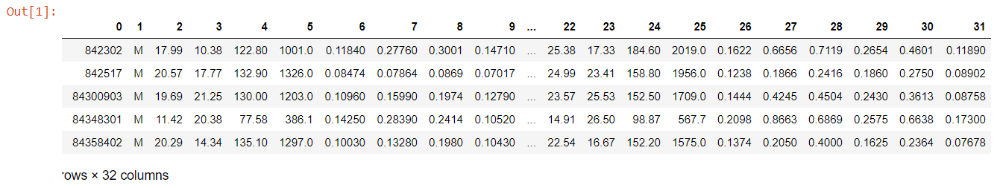 Out[1]:
0 1 2 3 4 5 6 7 8 9 ... 22 23 24 25 26 27 28 29 30 31
842302 M 17.99 10.38 122.80 1001.0 0.11840 0.27760 0.3001 0.14710 ... 25.38 17.33 184.60 2019.0 0.1622 0.6656 0.7119 0.2654 0.4601 0.11890
842517 M 20.57 17.77 132.90 1326.0 0.08474 0.07864 0.0869 0.07017 ... 24.99 23.41 158.80 1956.0 0.1238 0.1866 0.2416 0.1860 0.2750 0.08902
84300903 M 19.69 21.25 130.00 1203.0 0.10960 0.15990 0.1974 0.12790 ... 23.57 25.53 152.50 1709.0 0.1444 0.4245 0.4504 0.2430 0.3613 0.08758
84348301 M 11.42 20.38 77.58 386.1 0.14250 0.28390 0.2414 0.10520 ... 14.91 26.50 98.87 567.7 0.2098 0.8663 0.6869 0.2575 0.6638 0.17300
84358402 M 20.29 14.34 135.10 1297.0 0.10030 0.13280 0.1980 0.10430 ... 22.54 16.67 152.20 1575.0 0.1374 0.2050 0.4000 0.1625 0.2364 0.07678
rows × 32 columns